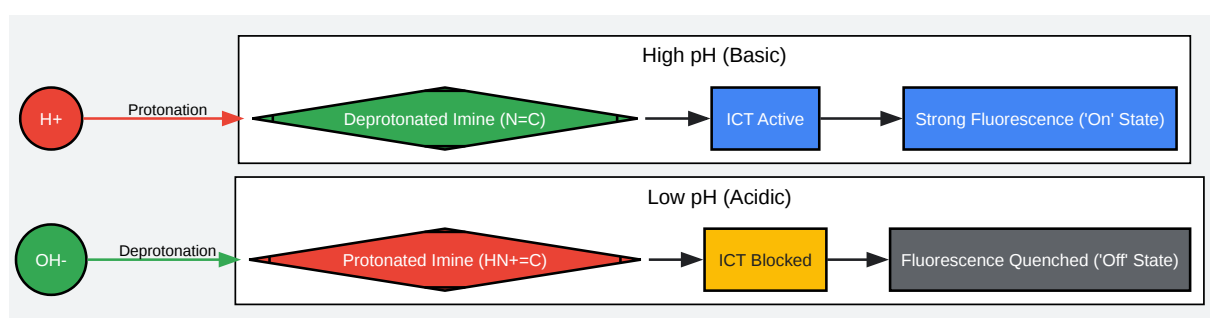 High pH (Basic)
H+
Protonation
Deprotonated Imine (N=C)
ICT Active
Strong Fluorescence ('On' State)
Low pH (Acidic)
OH-
Deprotonation
Protonated Imine (HN+=C)
ICT Blocked
Fluorescence Quenched ('Off' State)